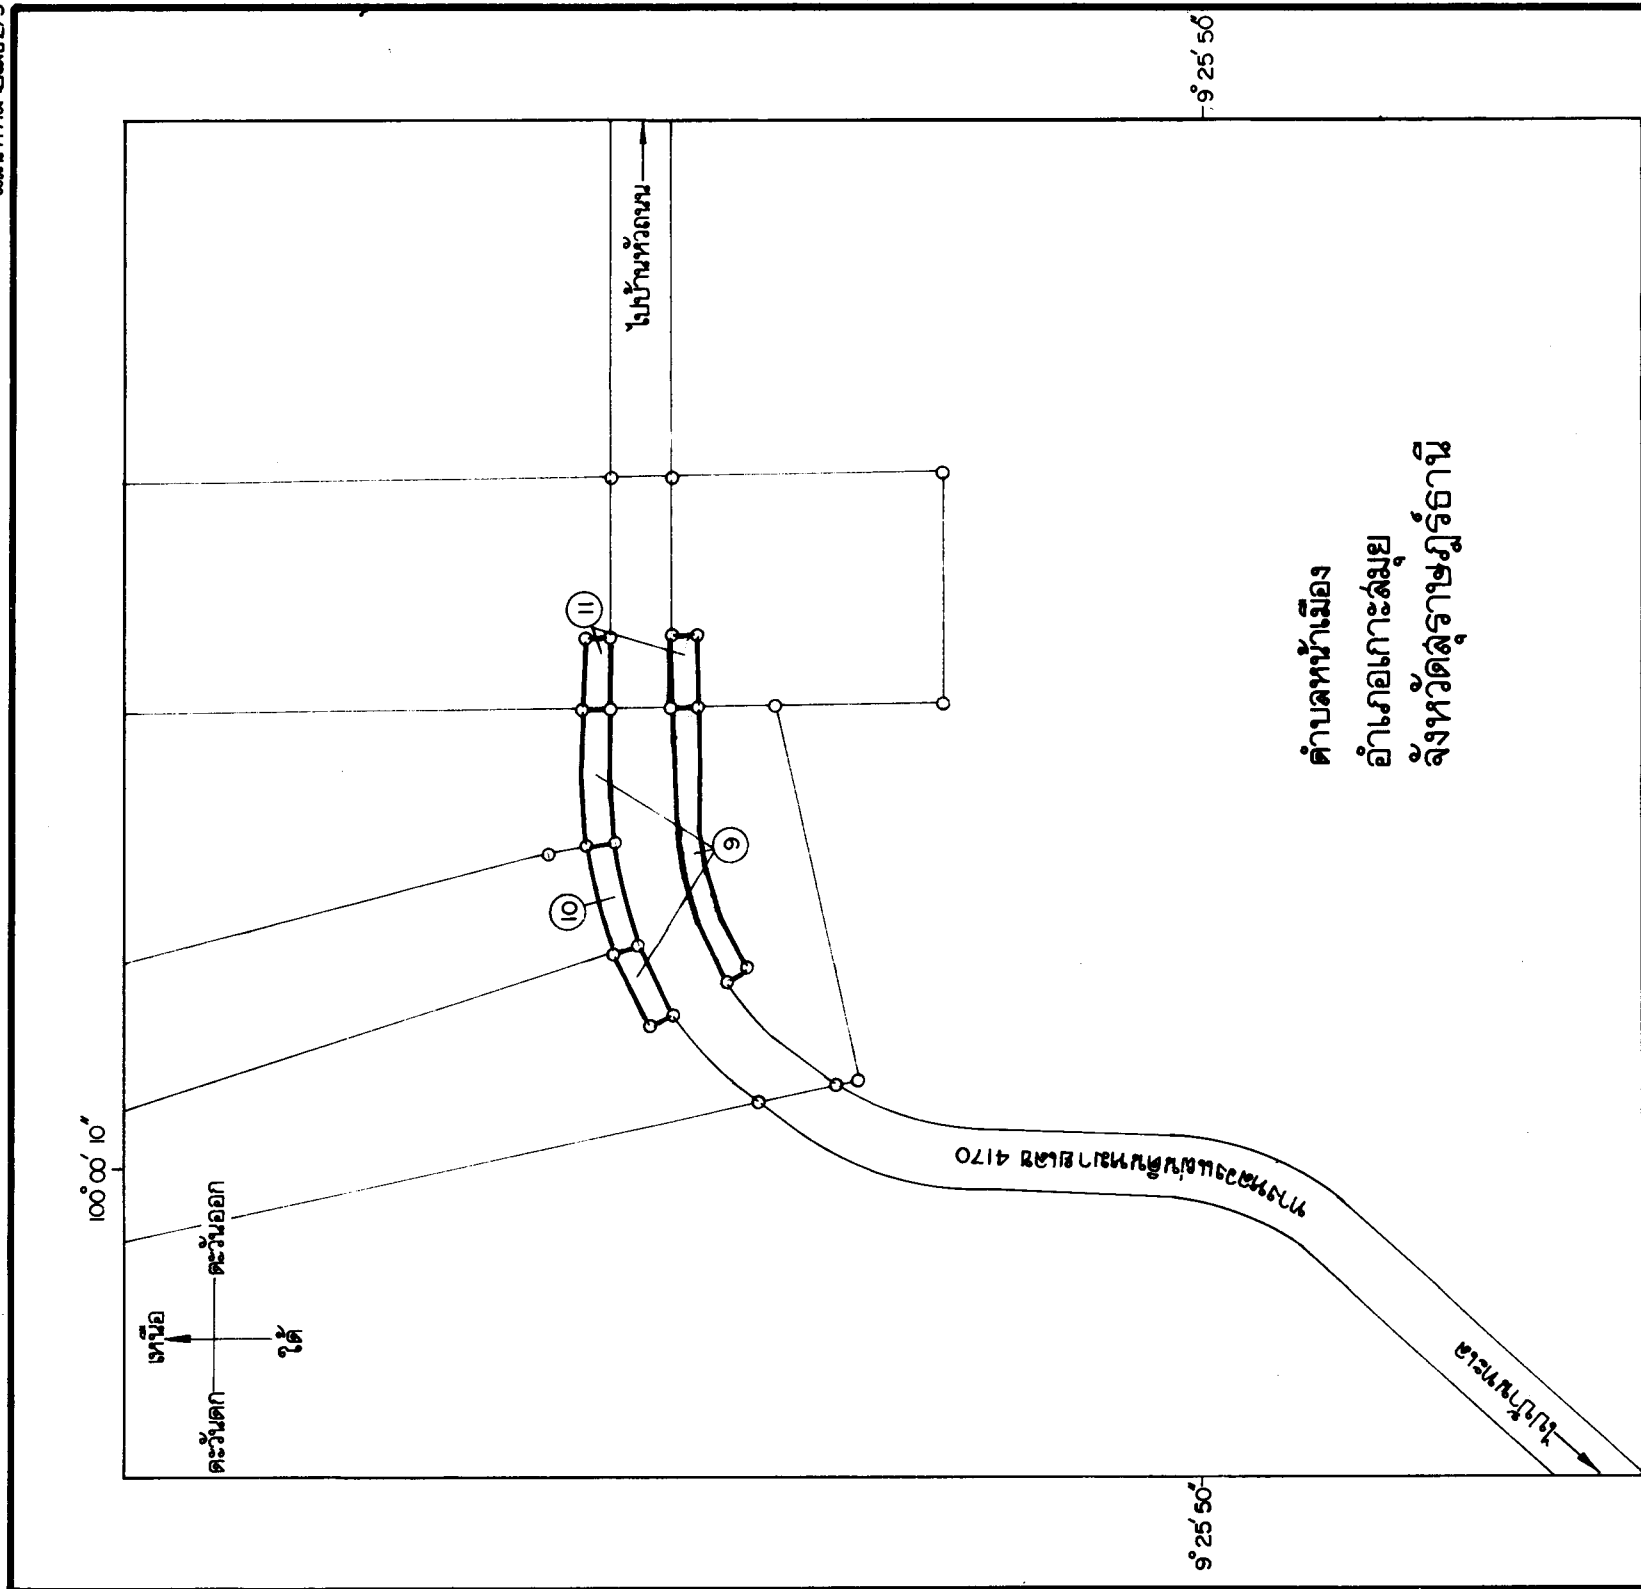 100° 00′ 10″
เหนือ
ตะวันตก
ตะวันออก
ใต้
9° 25′ 50″
ไปบ้านหัวถนน
11
10
9
ทางหลวงแผ่นดินหมายเลข 4170
ไปบ้านทะเล
9° 25′ 50″
ตำบลหน้าเมือง
อำเภอเกาะสมุย
จังหวัดสุราษฎร์ธานี